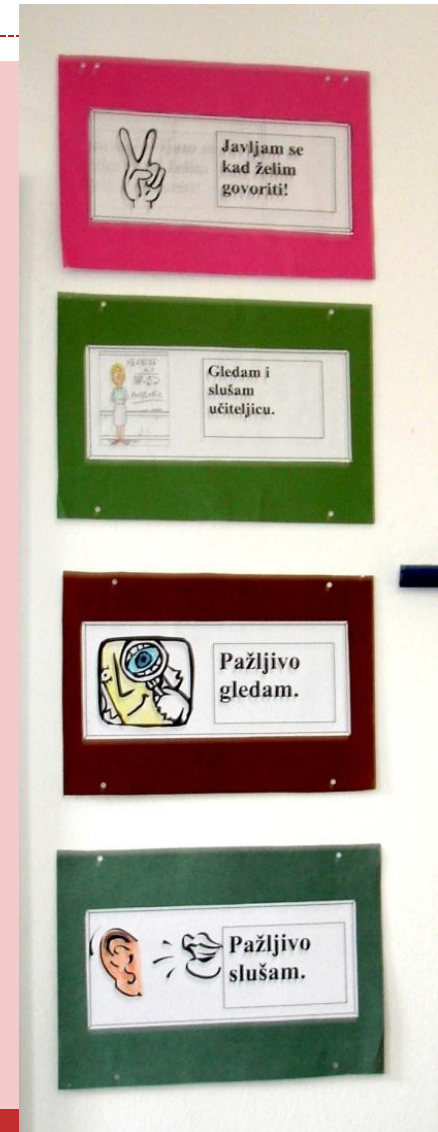 Javljam se
kad želim
govoriti!
Gledam i
slušam
učiteljicu.
Pažljivo
gledam.
Pažljivo
slušam.